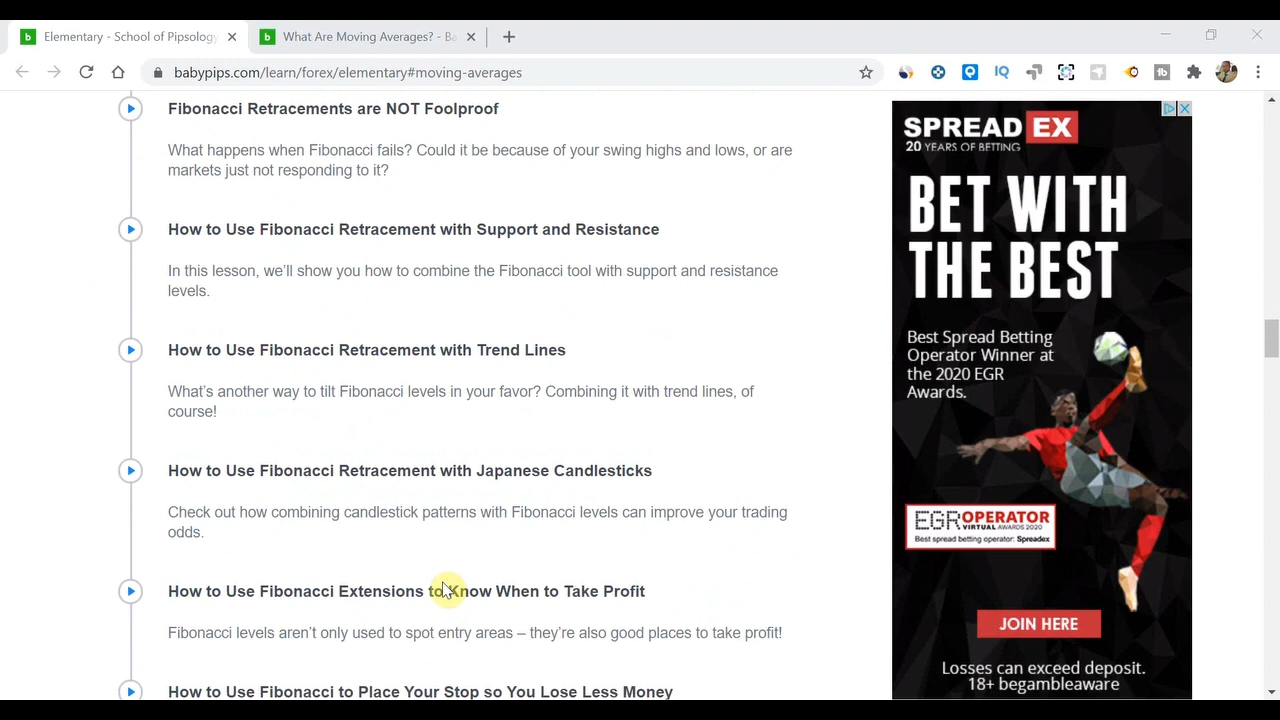 Elementary - School of Pipsology
What Are Moving Averages? - Ba
babypips.com/learn/forex/elementary#moving-averages
Fibonacci Retracements are NOT Foolproof
What happens when Fibonacci fails? Could it be because of your swing highs and lows, or are
markets just not responding to it?
How to Use Fibonacci Retracement with Support and Resistance
In this lesson, we'll show you how to combine the Fibonacci tool with support and resistance
levels.
How to Use Fibonacci Retracement with Trend Lines
What's another way to tilt Fibonacci levels in your favor? Combining it with trend lines, of
course!
How to Use Fibonacci Retracement with Japanese Candlesticks
Check out how combining candlestick patterns with Fibonacci levels can improve your trading
odds.
How to Use Fibonacci Extensions to Know When to Take Profit
Fibonacci levels aren't only used to spot entry areas – they're also good places to take profit!
How to Use Fibonacci to Place Your Stop so You Lose Less Money
SPREAD EX
20 YEARS OF BETTING
BET WITH
THE BEST
Best Spread Betting
Operator Winner at
the 2020 EGR
Awards.
EGR OPERATOR
VIRTUAL AWARDS 2020
Best spread betting operator: Spreadex
JOIN HERE
Losses can exceed deposit.
18+ begambleaware